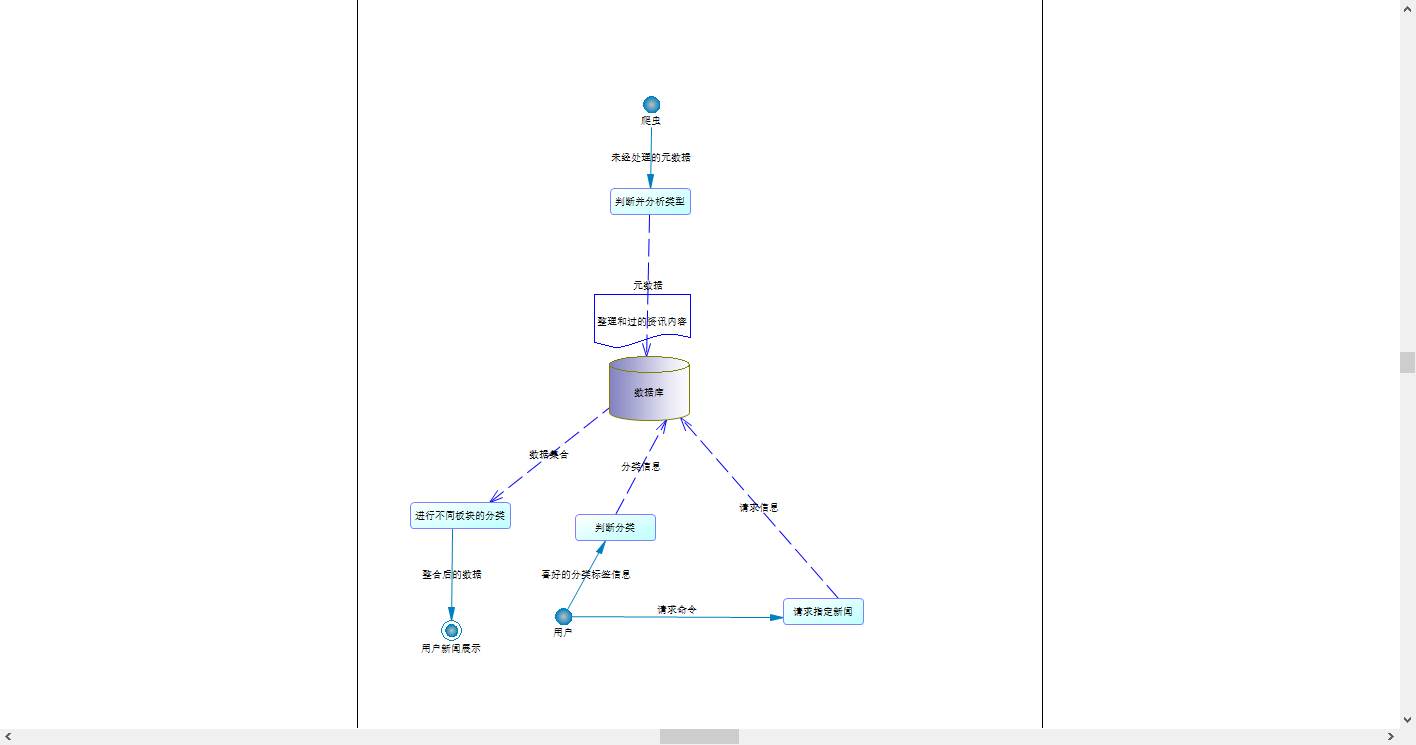 爬虫
未经处理的元数据
判断并分析类型
元数据
整理和过的资讯内容
数据库
数据集合
分类信息
请求信息
进行不同板块的分类
判断分类
整合后的数据
喜好的分类标签信息
请求命令
请求指定新闻
用户
用户新闻展示